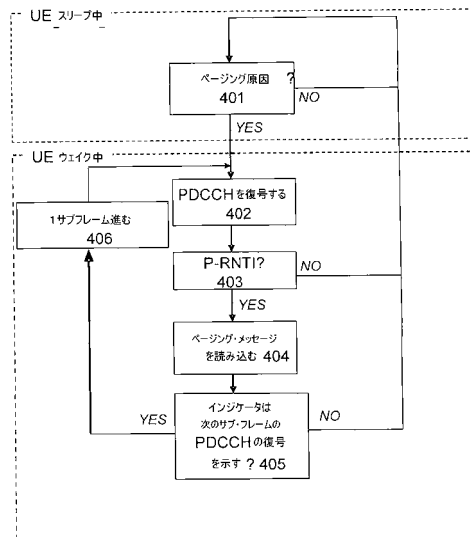 UE スリープ中
ページング原因 ?
401
NO
YES
UE ウェイク中
PDCCHを復号する
402
1サブフレーム進む
406
P-RNTI?
403
NO
YES
ページング・メッセージ
を読み込む 404
YES
インジケータは
次のサブ・フレームの
PDCCHの復号
を示す ? 405
NO